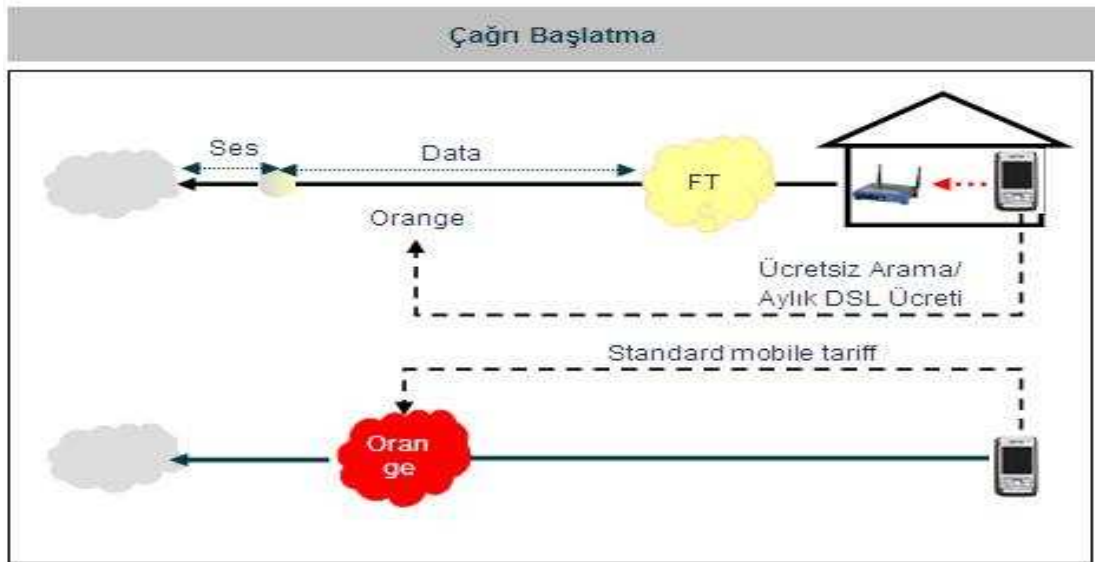 Çağrı Başlatma
Ses
Data
FT
Orange
Ücretsiz Arama/
Aylık DSL Ücreti
Standard mobile tariff
Oran
ge